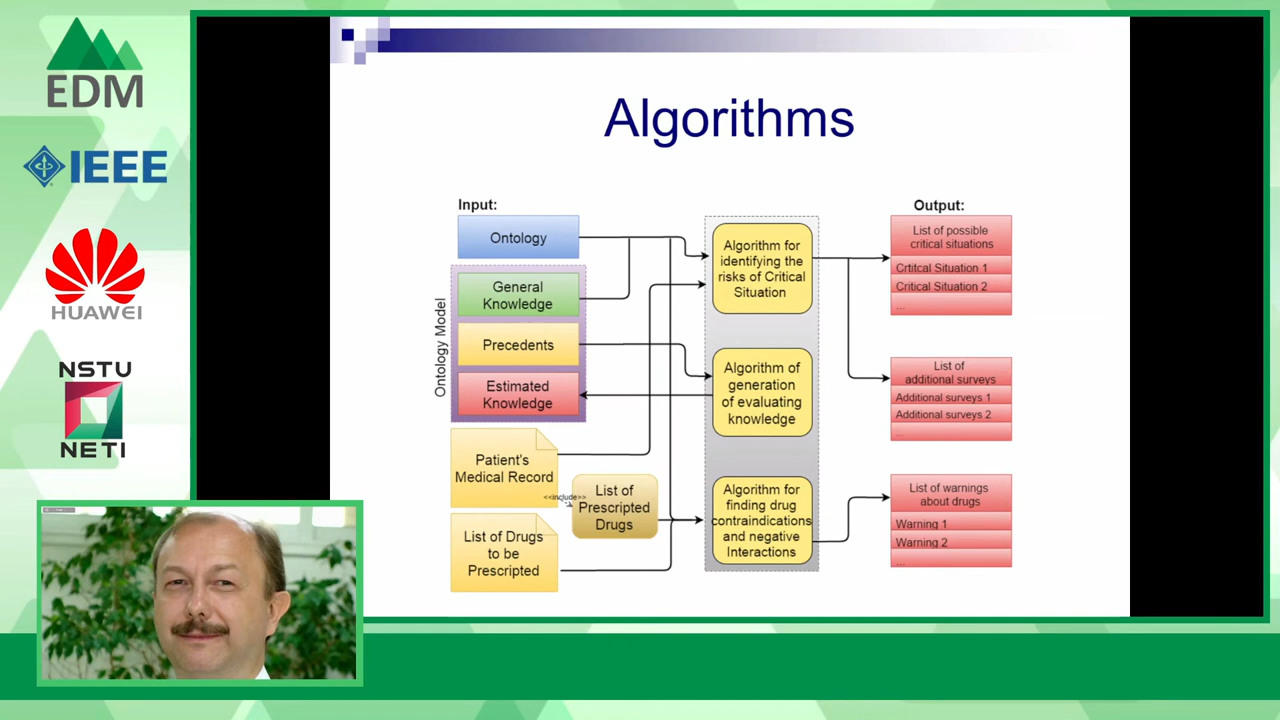 EDM
IEEE
HUAWEI
NSTU
NETI
Algorithms
Input:
Ontology
Ontology Model
General
Knowledge
Precedents
Estimated
Knowledge
Patient's
Medical Record
<<include>>
List of
Prescripted
Drugs
List of Drugs
to be
Prescripted
Algorithm for
identifying the
risks of Critical
Situation
Algorithm of
generation
of evaluating
knowledge
Algorithm for
finding drug
contraindications
and negative
Interactions
Output:
List of possible
critical situations
Crtitcal Situation 1
Critical Situation 2
...
List of
additional surveys
Additional surveys 1
Additional surveys 2
...
List of warnings
about drugs
Warning 1
Warning 2
...